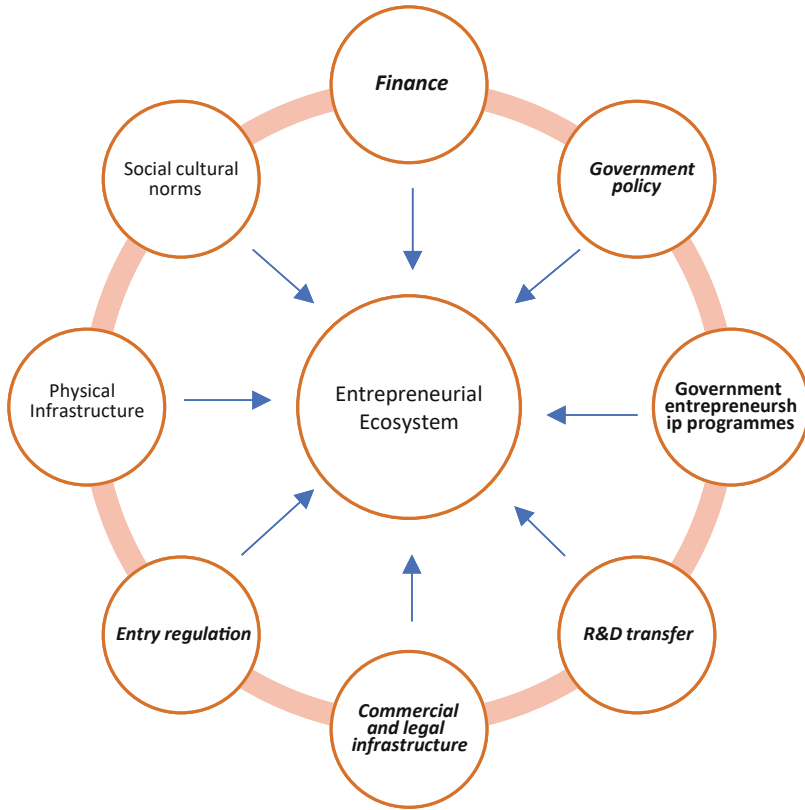 Finance
Government
policy
Government
entrepreneursh
ip programmes
R&D transfer
Commercial
and legal
infrastructure
Entry regulation
Physical
Infrastructure
Social cultural
norms
Entrepreneurial
Ecosystem